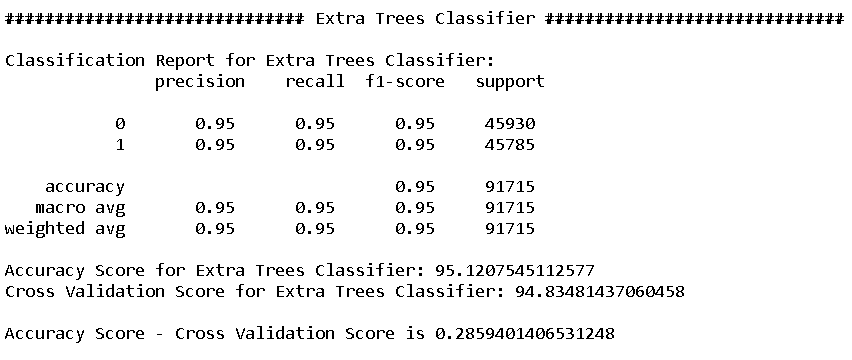 ############################## Extra Trees Classifier ##############################
Classification Report for Extra Trees Classifier:
precision recall f1-score support
0 0.95 0.95 0.95 45930
1 0.95 0.95 0.95 45785
accuracy 0.95 91715
macro avg 0.95 0.95 0.95 91715
weighted avg 0.95 0.95 0.95 91715
Accuracy Score for Extra Trees Classifier: 95.1207545112577
Cross Validation Score for Extra Trees Classifier: 94.83481437060458
Accuracy Score - Cross Validation Score is 0.2859401406531248